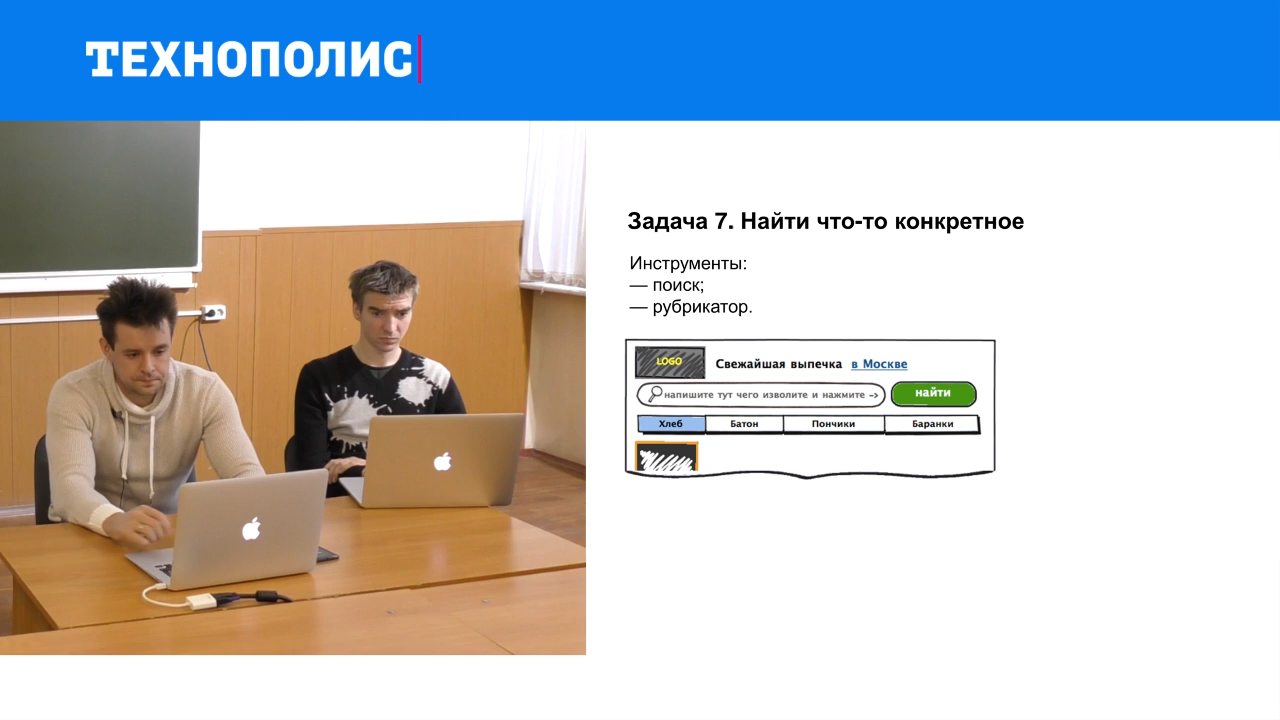 ТЕХНОПОЛИС
Задача 7. Найти что-то конкретное
Инструменты:
— поиск;
— рубрикатор.
LOGO Свежайшая выпечка в Москве
напишите тут чего изволите и нажмите -> найти
Хлеб Батон Пончики Баранки